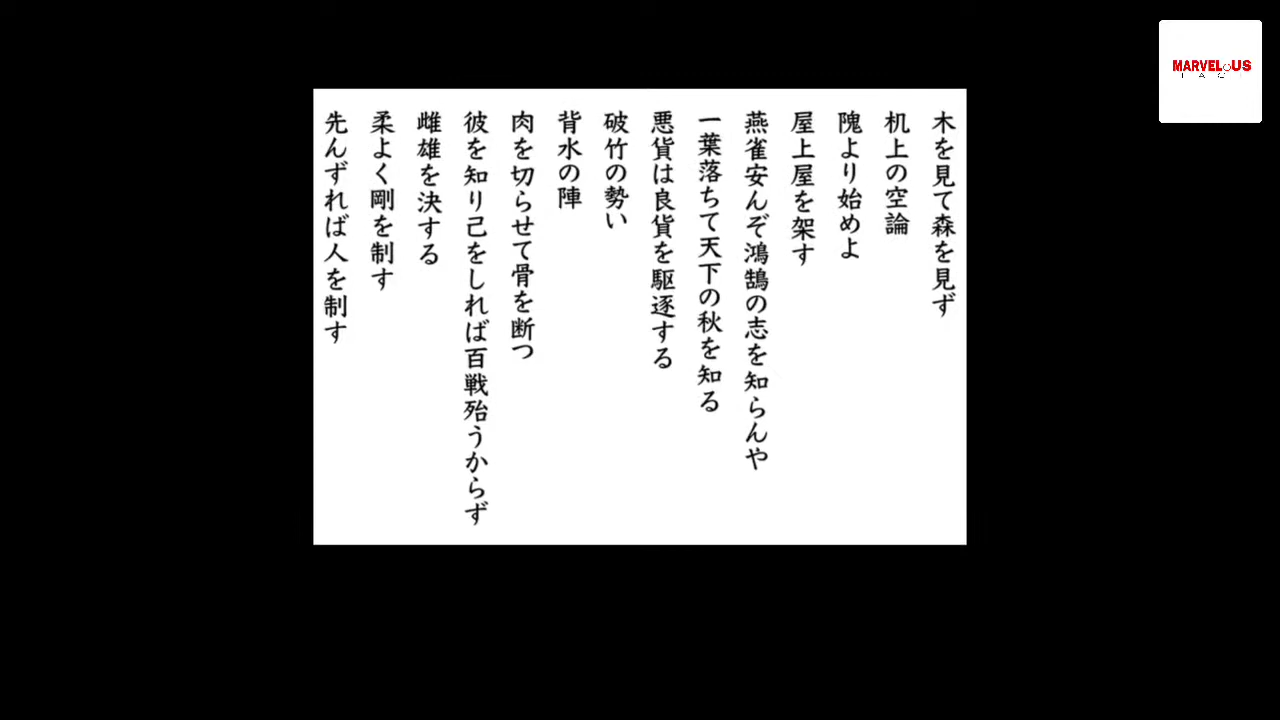 木を見て森を見ず
机上の空論
隗より始めよ
屋上屋を架す
燕雀安んぞ鴻鵠の志を知らんや
一葉落ちて天下の秋を知る
悪貨は良貨を駆逐する
破竹の勢い
背水の陣
肉を切らせて骨を断つ
彼を知り己をしれば百戦殆うからず
雌雄を決する
柔よく剛を制す
先んずれば人を制す
MARVELOUS